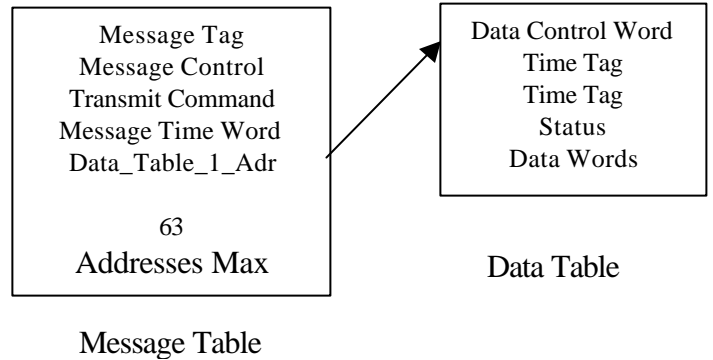 Message Tag
Message Control
Transmit Command
Message Time Word
Data_Table_1_Adr
63
Addresses Max
Message Table
Data Control Word
Time Tag
Time Tag
Status
Data Words
Data Table